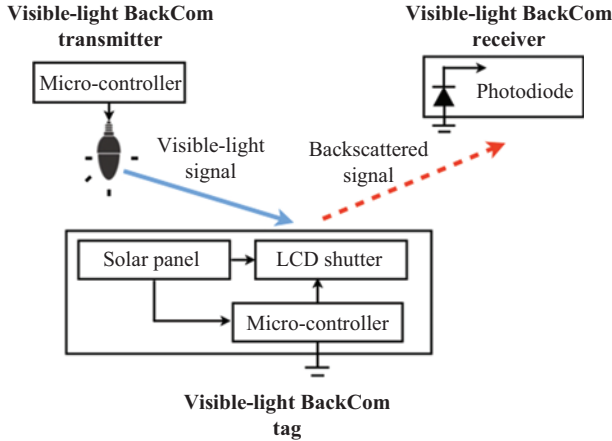 Visible-light BackCom
transmitter
Micro-controller
Visible-light
signal
Visible-light BackCom
receiver
Photodiode
Backscattered
signal
Solar panel
LCD shutter
Micro-controller
Visible-light BackCom
tag